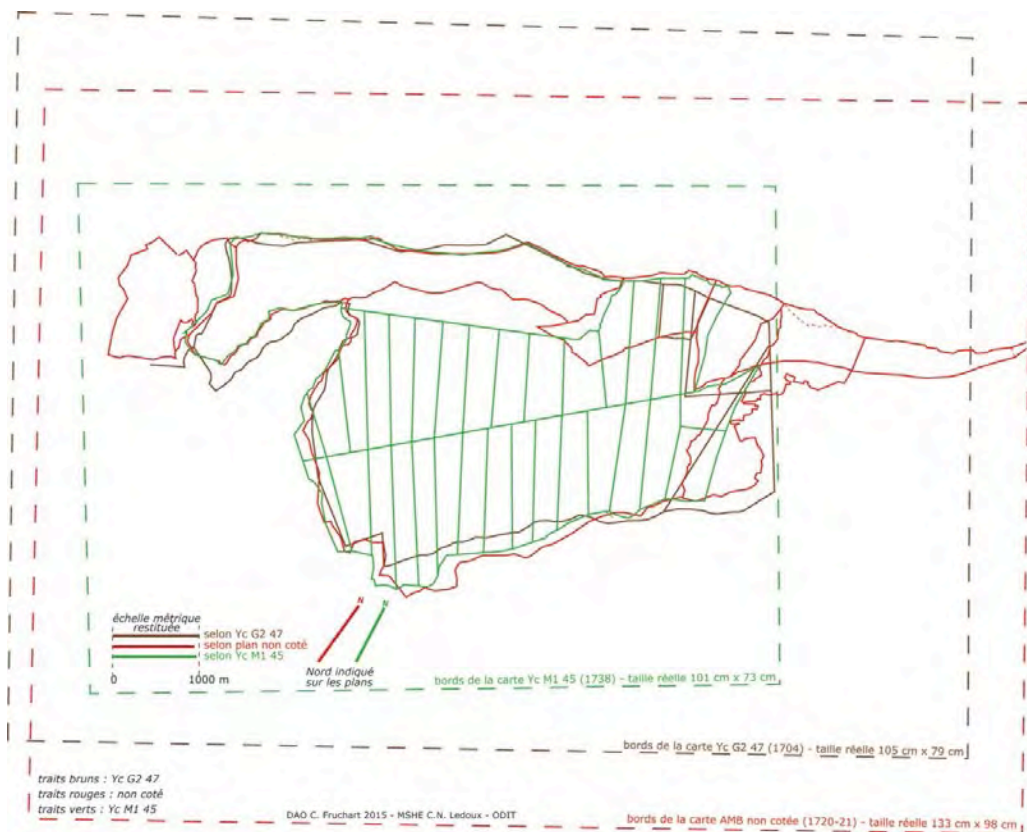 N
N
échelle métrique
restituée
selon Yc G2 47
selon plan non coté
selon Yc M1 45
0
1000 m
Nord indiqué
sur les plans
bords de la carte Yc M1 45 (1738) - taille réelle 101 cm x 73 cm
bords de la carte Yc G2 47 (1704) - taille réelle 105 cm x 79 cm
traits bruns : Yc G2 47
traits rouges : non coté
traits verts : Yc M1 45
DAO C. Fruchart 2015 - MSHE C.N. Ledoux - ODIT
bords de la carte AMB non cotée (1720-21) - taille réelle 133 cm x 98 cm